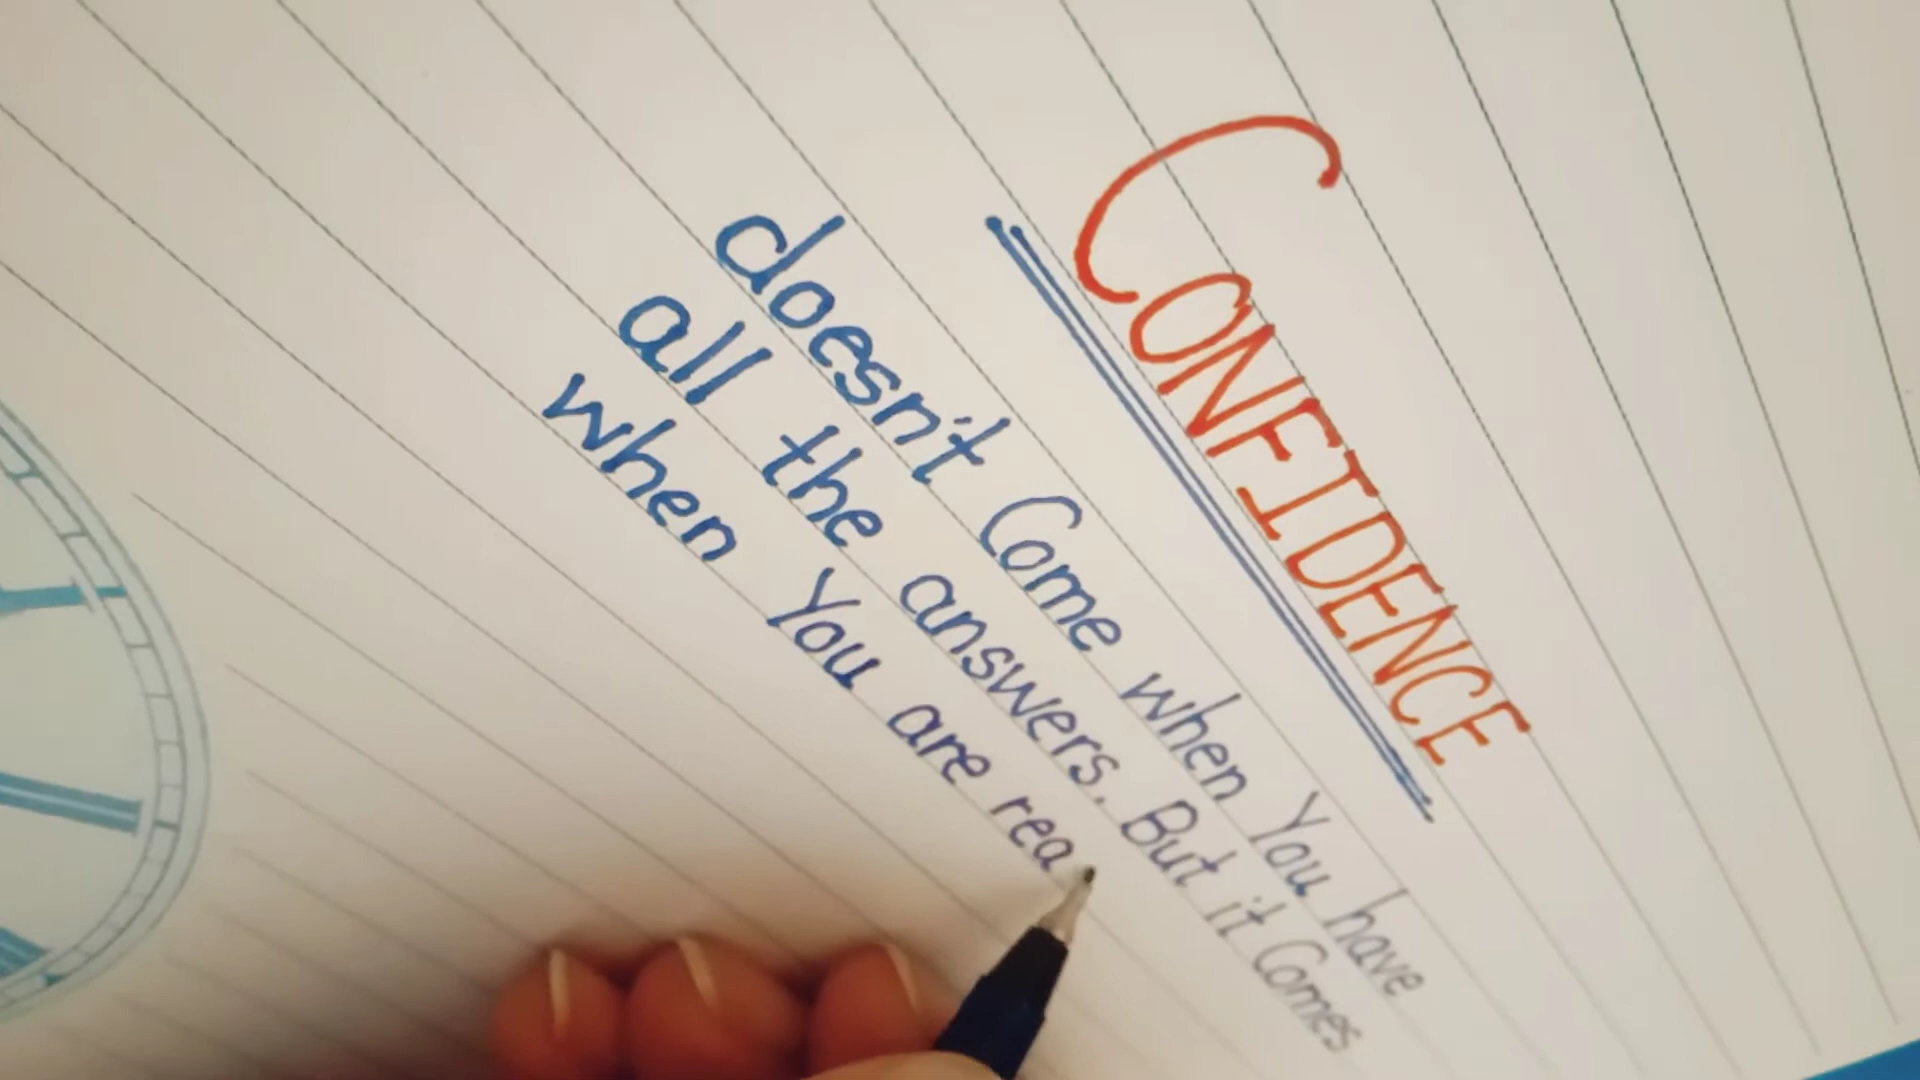 CONFIDENCE
doesn't Come when You have
all the answers. But it Comes
when You are rea